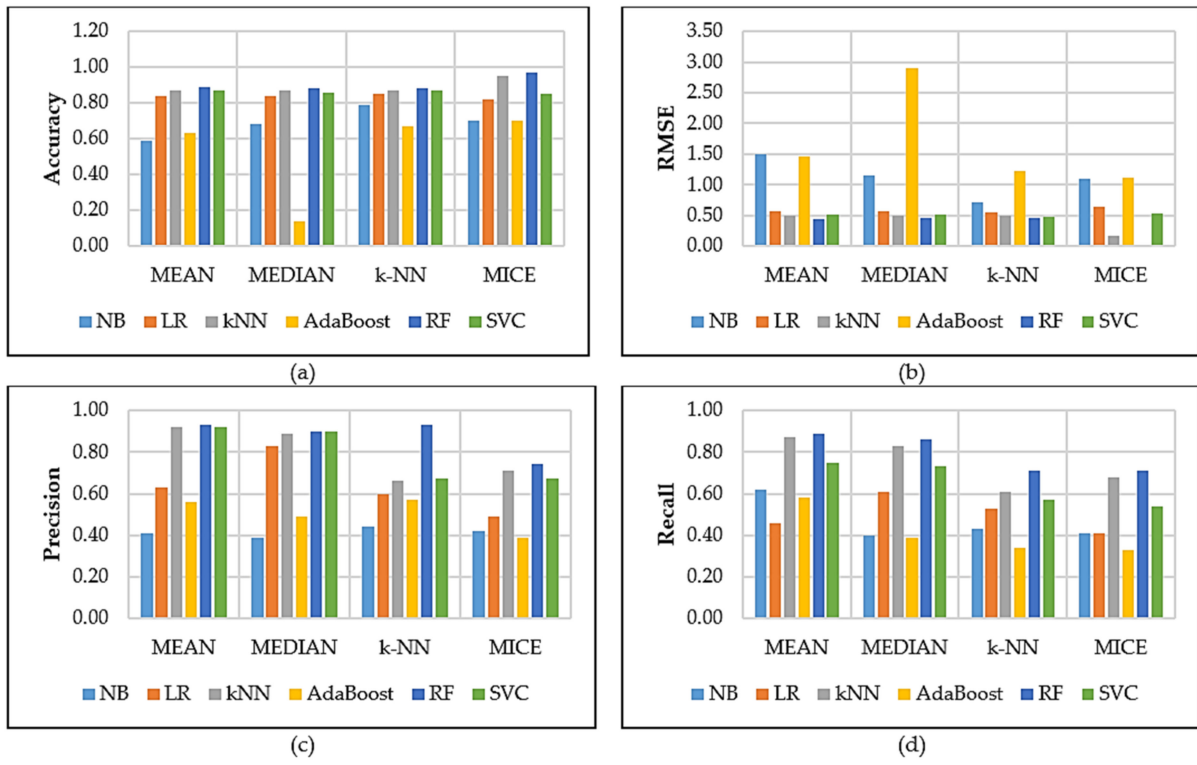 1.20
1.00
0.80
0.60
0.40
0.20
0.00
Accuracy
MEAN MEDIAN k-NN MICE
NB LR kNN AdaBoost RF SVC
(a)
3.50
3.00
2.50
2.00
1.50
1.00
0.50
0.00
RMSE
MEAN MEDIAN k-NN MICE
NB LR kNN AdaBoost RF SVC
(b)
1.00
0.80
0.60
0.40
0.20
0.00
Precision
MEAN MEDIAN k-NN MICE
NB LR kNN AdaBoost RF SVC
(c)
1.00
0.80
0.60
0.40
0.20
0.00
Recall
MEAN MEDIAN k-NN MICE
NB LR kNN AdaBoost RF SVC
(d)